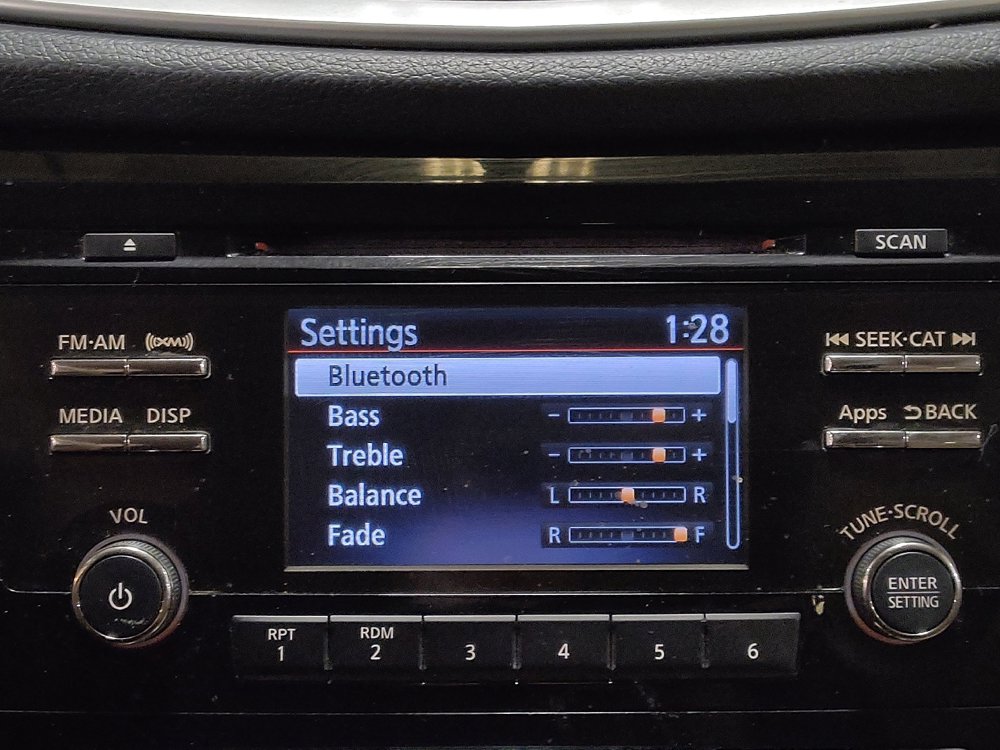 SCAN
FM·AM ((XM))
SEEK·CAT
MEDIA DISP
Apps BACK
VOL
TUNE·SCROLL
ENTER
SETTING
Settings 1:28
Bluetooth
Bass - +
Treble - +
Balance L R
Fade R F
RPT
1
RDM
2
3
4
5
6